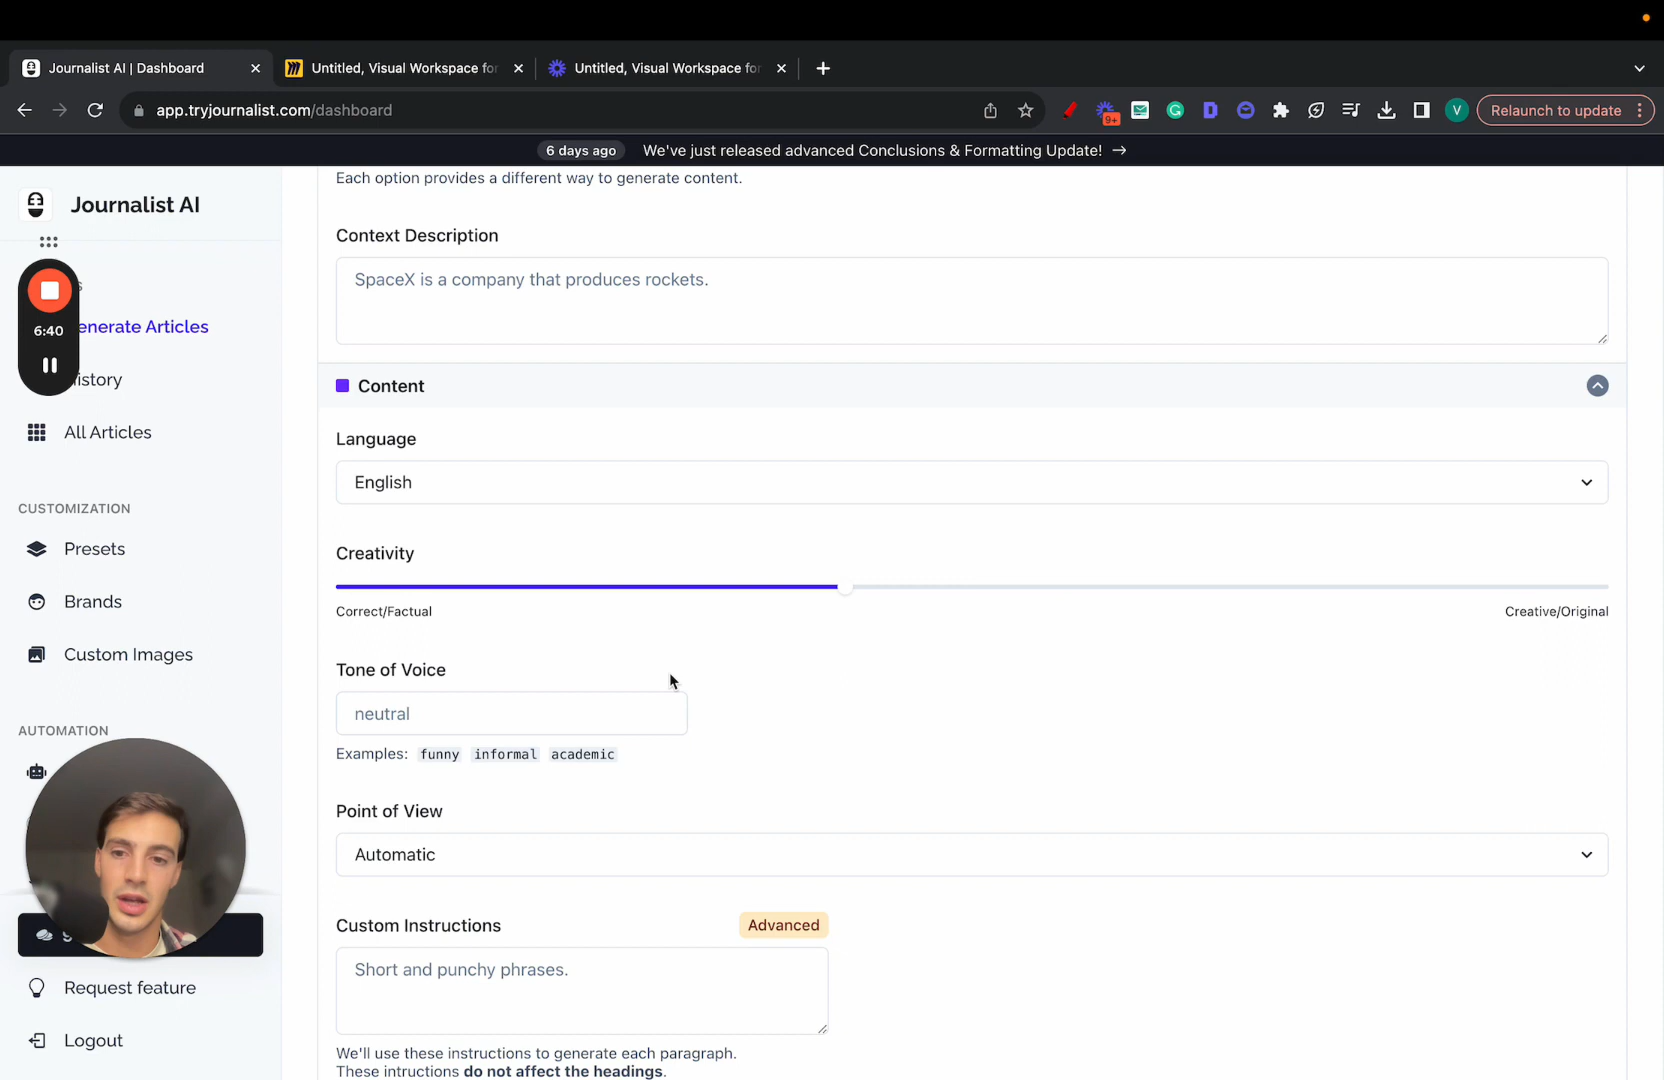 Journalist AI | Dashboard
Untitled, Visual Workspace for
Untitled, Visual Workspace for
app.tryjournalist.com/dashboard
9+
V
Relaunch to update
6 days ago We've just released advanced Conclusions & Formatting Update! →
Journalist AI
6:40
enerate Articles
istory
All Articles
CUSTOMIZATION
Presets
Brands
Custom Images
AUTOMATION
Request feature
Logout
Each option provides a different way to generate content.
Context Description
SpaceX is a company that produces rockets.
Content
Language
English
Creativity
Correct/Factual
Creative/Original
Tone of Voice
neutral
Examples: funny informal academic
Point of View
Automatic
Custom Instructions
Advanced
Short and punchy phrases.
We'll use these instructions to generate each paragraph.
These intructions do not affect the headings.